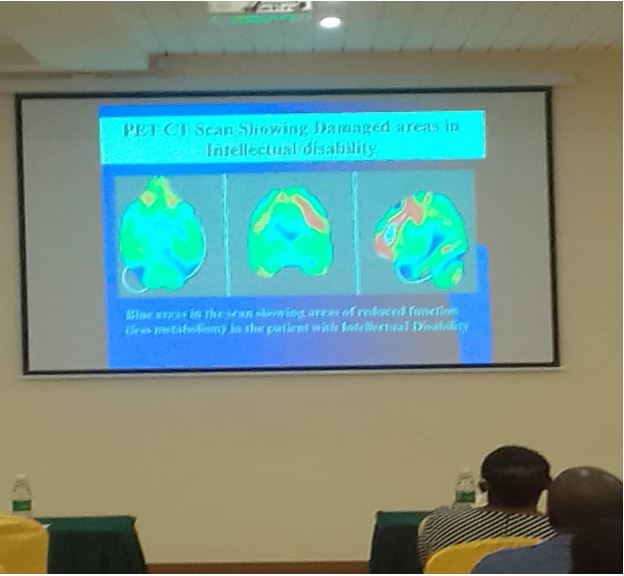 PET CT Scan Showing Damaged areas in
Intellectual disability
Blue areas in the scan showing areas of reduced function
(less metabolism) in the patient with Intellectual Disability